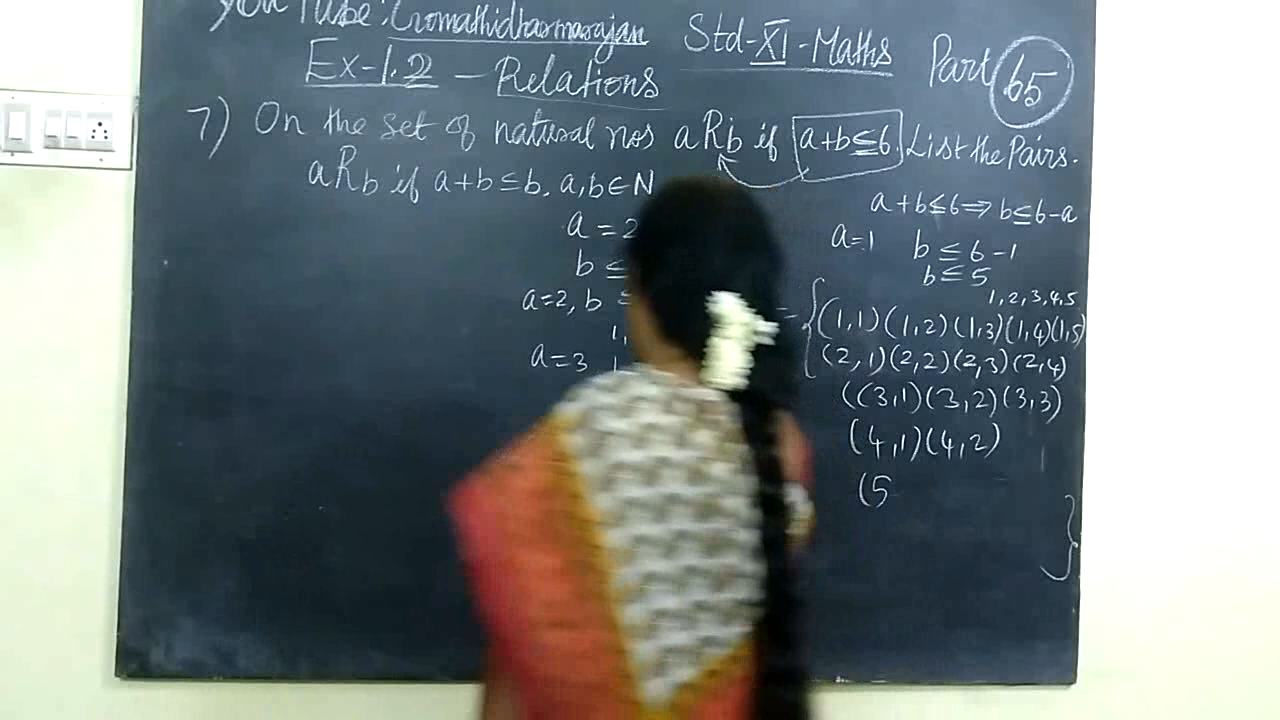 You Tube: Cromathidharmarajan Std-XI-Maths Part 65
Ex-1.2 - Relations
7) On the set of natural nos aRb if a+b≤6. List the Pairs.
aRb if a+b≤b, a,b∈N
a+b≤6⇒b≤6-a
a = 2
a=1 b ≤ 6-1
b ≤
b ≤ 5
a=2, b ≤
1,2,3,4,5
={(1,1)(1,2)(1,3)(1,4)(1,5)
a=3
(2,1)(2,2)(2,3)(2,4)
((3,1)(3,2)(3,3)
(4,1)(4,2)
(5
}